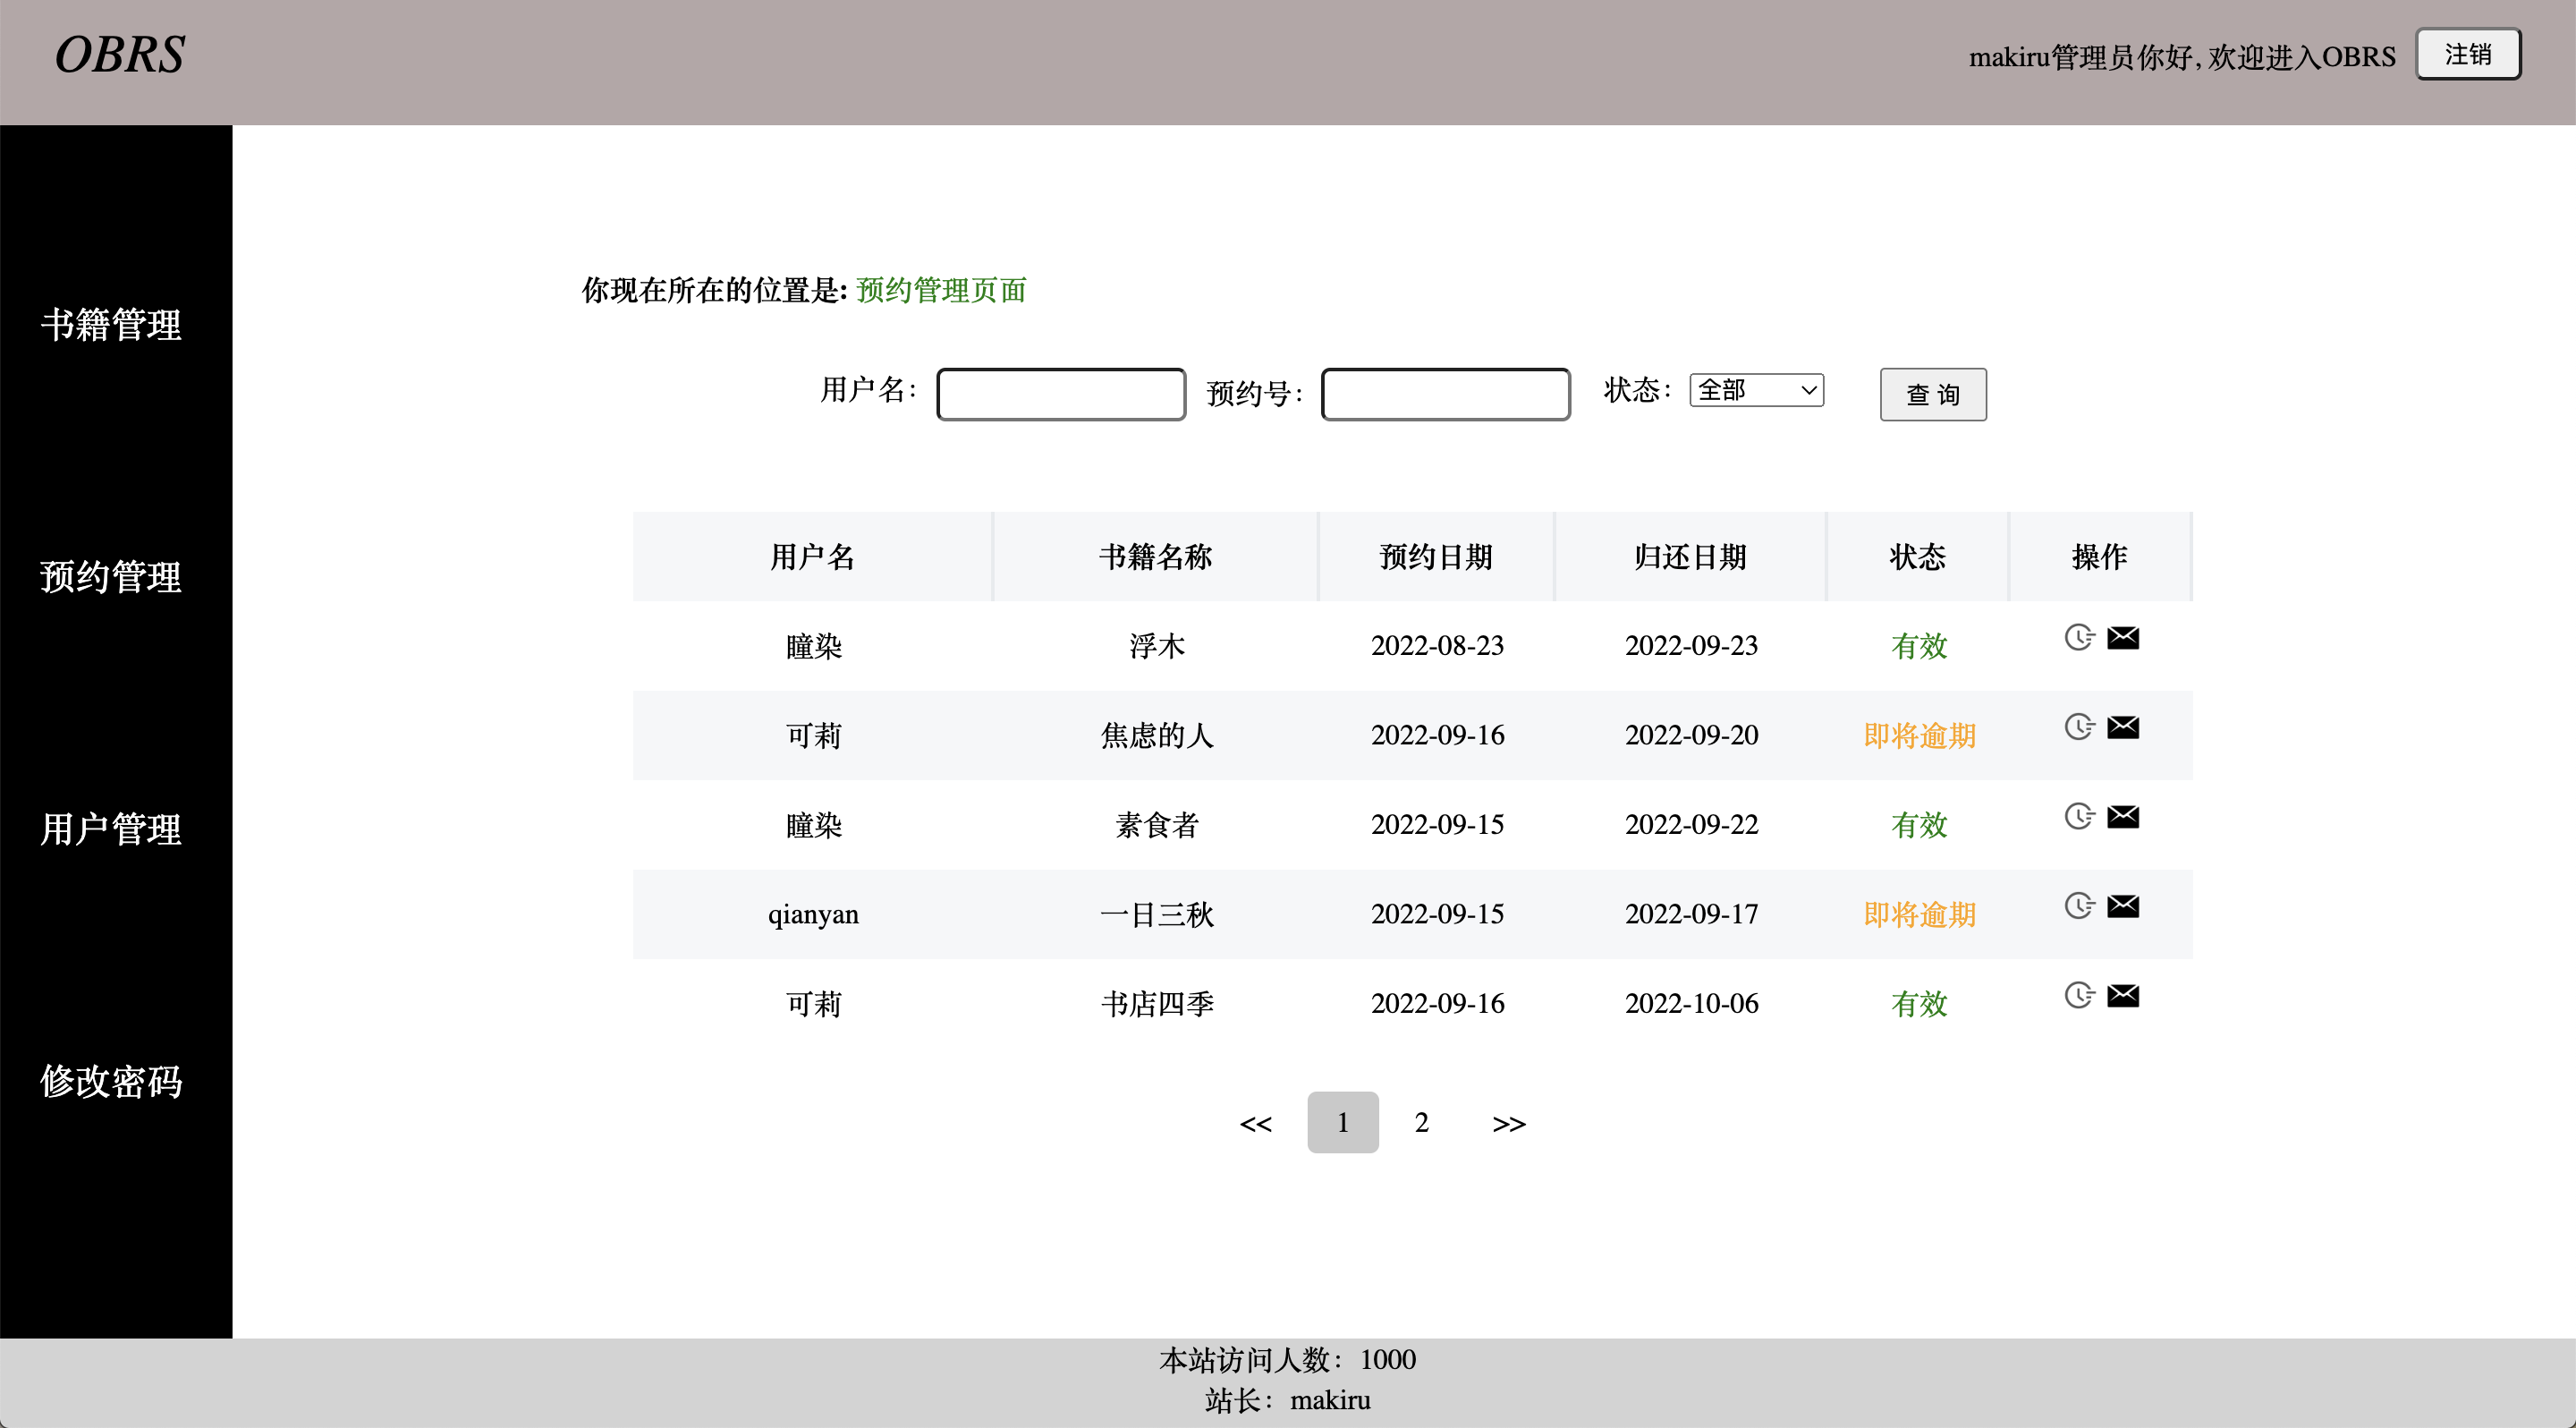 OBRS
makiru管理员你好, 欢迎进入OBRS 注销
书籍管理
预约管理
用户管理
修改密码
你现在所在的位置是: 预约管理页面
用户名： 预约号： 状态： 全部 查 询
用户名 书籍名称 预约日期 归还日期 状态 操作
瞳染 浮木 2022-08-23 2022-09-23 有效
可莉 焦虑的人 2022-09-16 2022-09-20 即将逾期
瞳染 素食者 2022-09-15 2022-09-22 有效
qianyan 一日三秋 2022-09-15 2022-09-17 即将逾期
可莉 书店四季 2022-09-16 2022-10-06 有效
<< 1 2 >>
本站访问人数：1000
站长：makiru